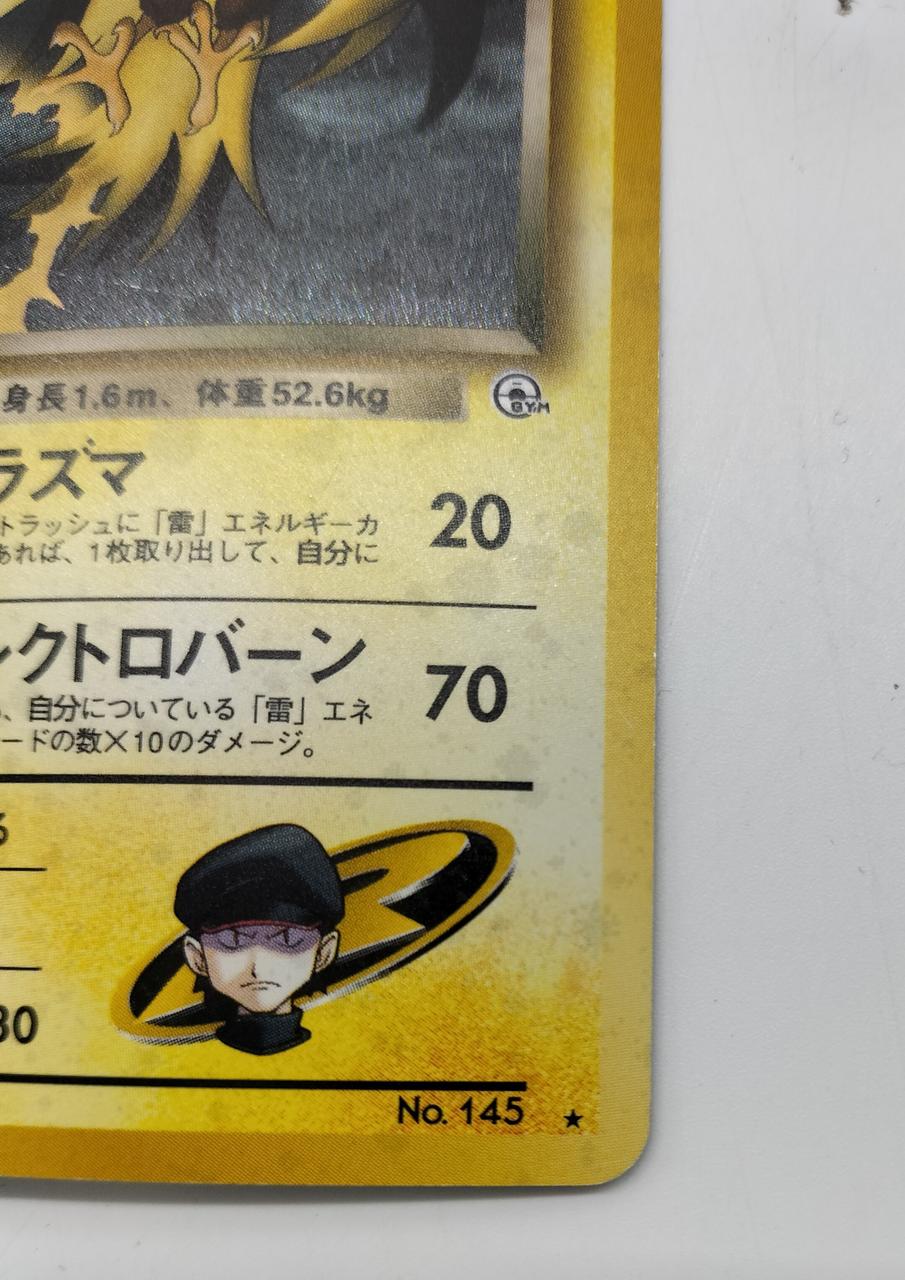 身長1.6m、体重52.6kg
GYM
ラズマ
20
トラッシュに「雷」エネルギーカ
あれば、1枚取り出して、自分に
レクトロバーン
70
、自分についている「雷」エネ
ードの数×10のダメージ。
30
No. 145 ★